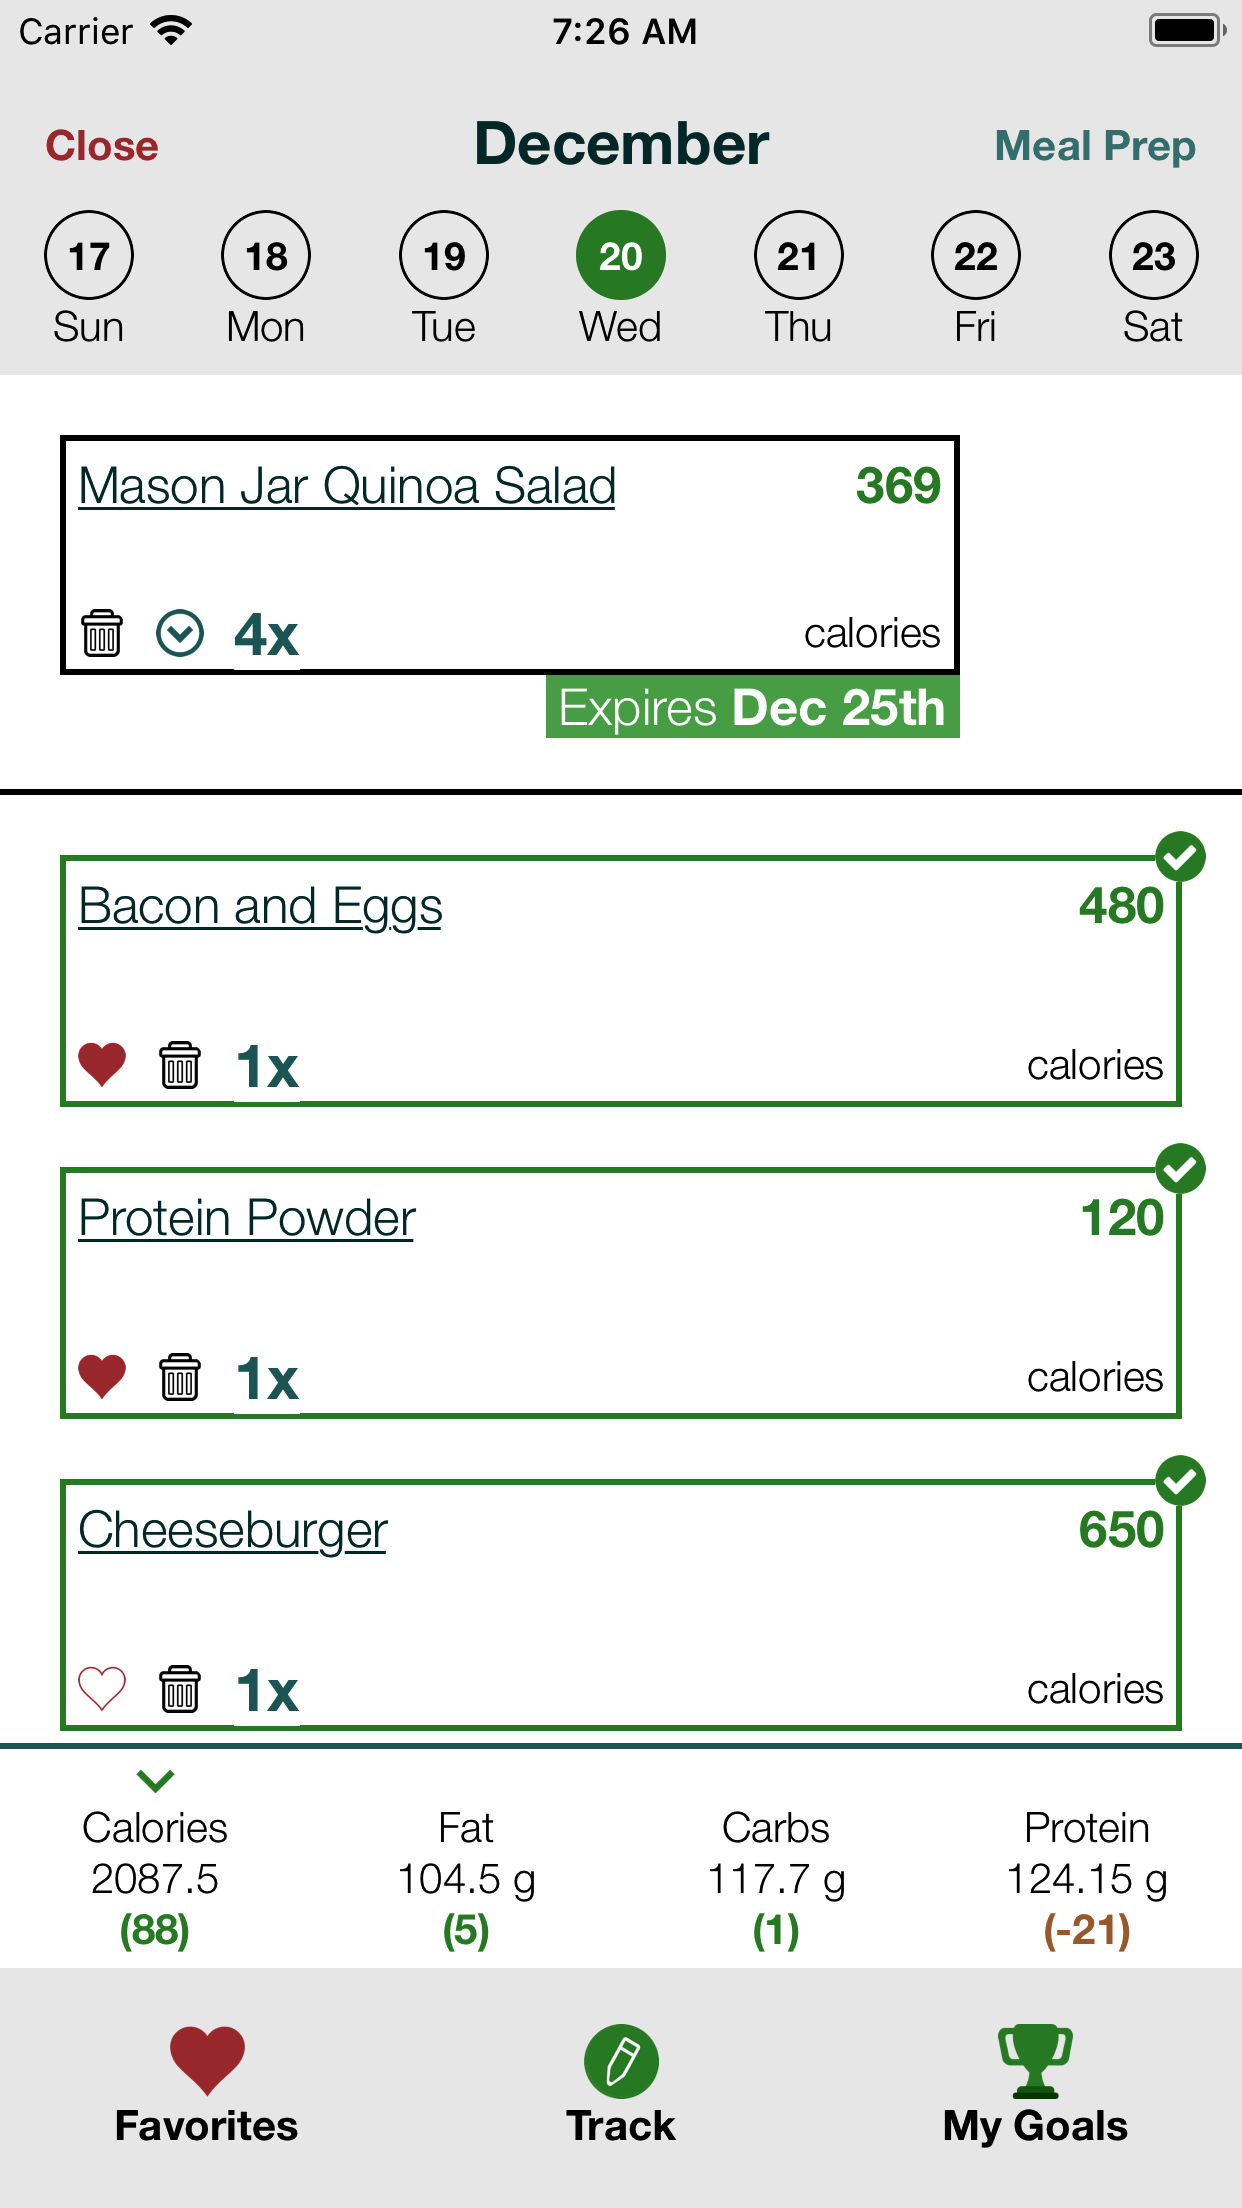 Carrier 7:26 AM
Close December Meal Prep
17 18 19 20 21 22 23
Sun Mon Tue Wed Thu Fri Sat
Mason Jar Quinoa Salad 369
4x calories
Expires Dec 25th
Bacon and Eggs 480
1x calories
Protein Powder 120
1x calories
Cheeseburger 650
1x calories
Calories Fat Carbs Protein
2087.5 104.5 g 117.7 g 124.15 g
(88) (5) (1) (-21)
Favorites Track My Goals